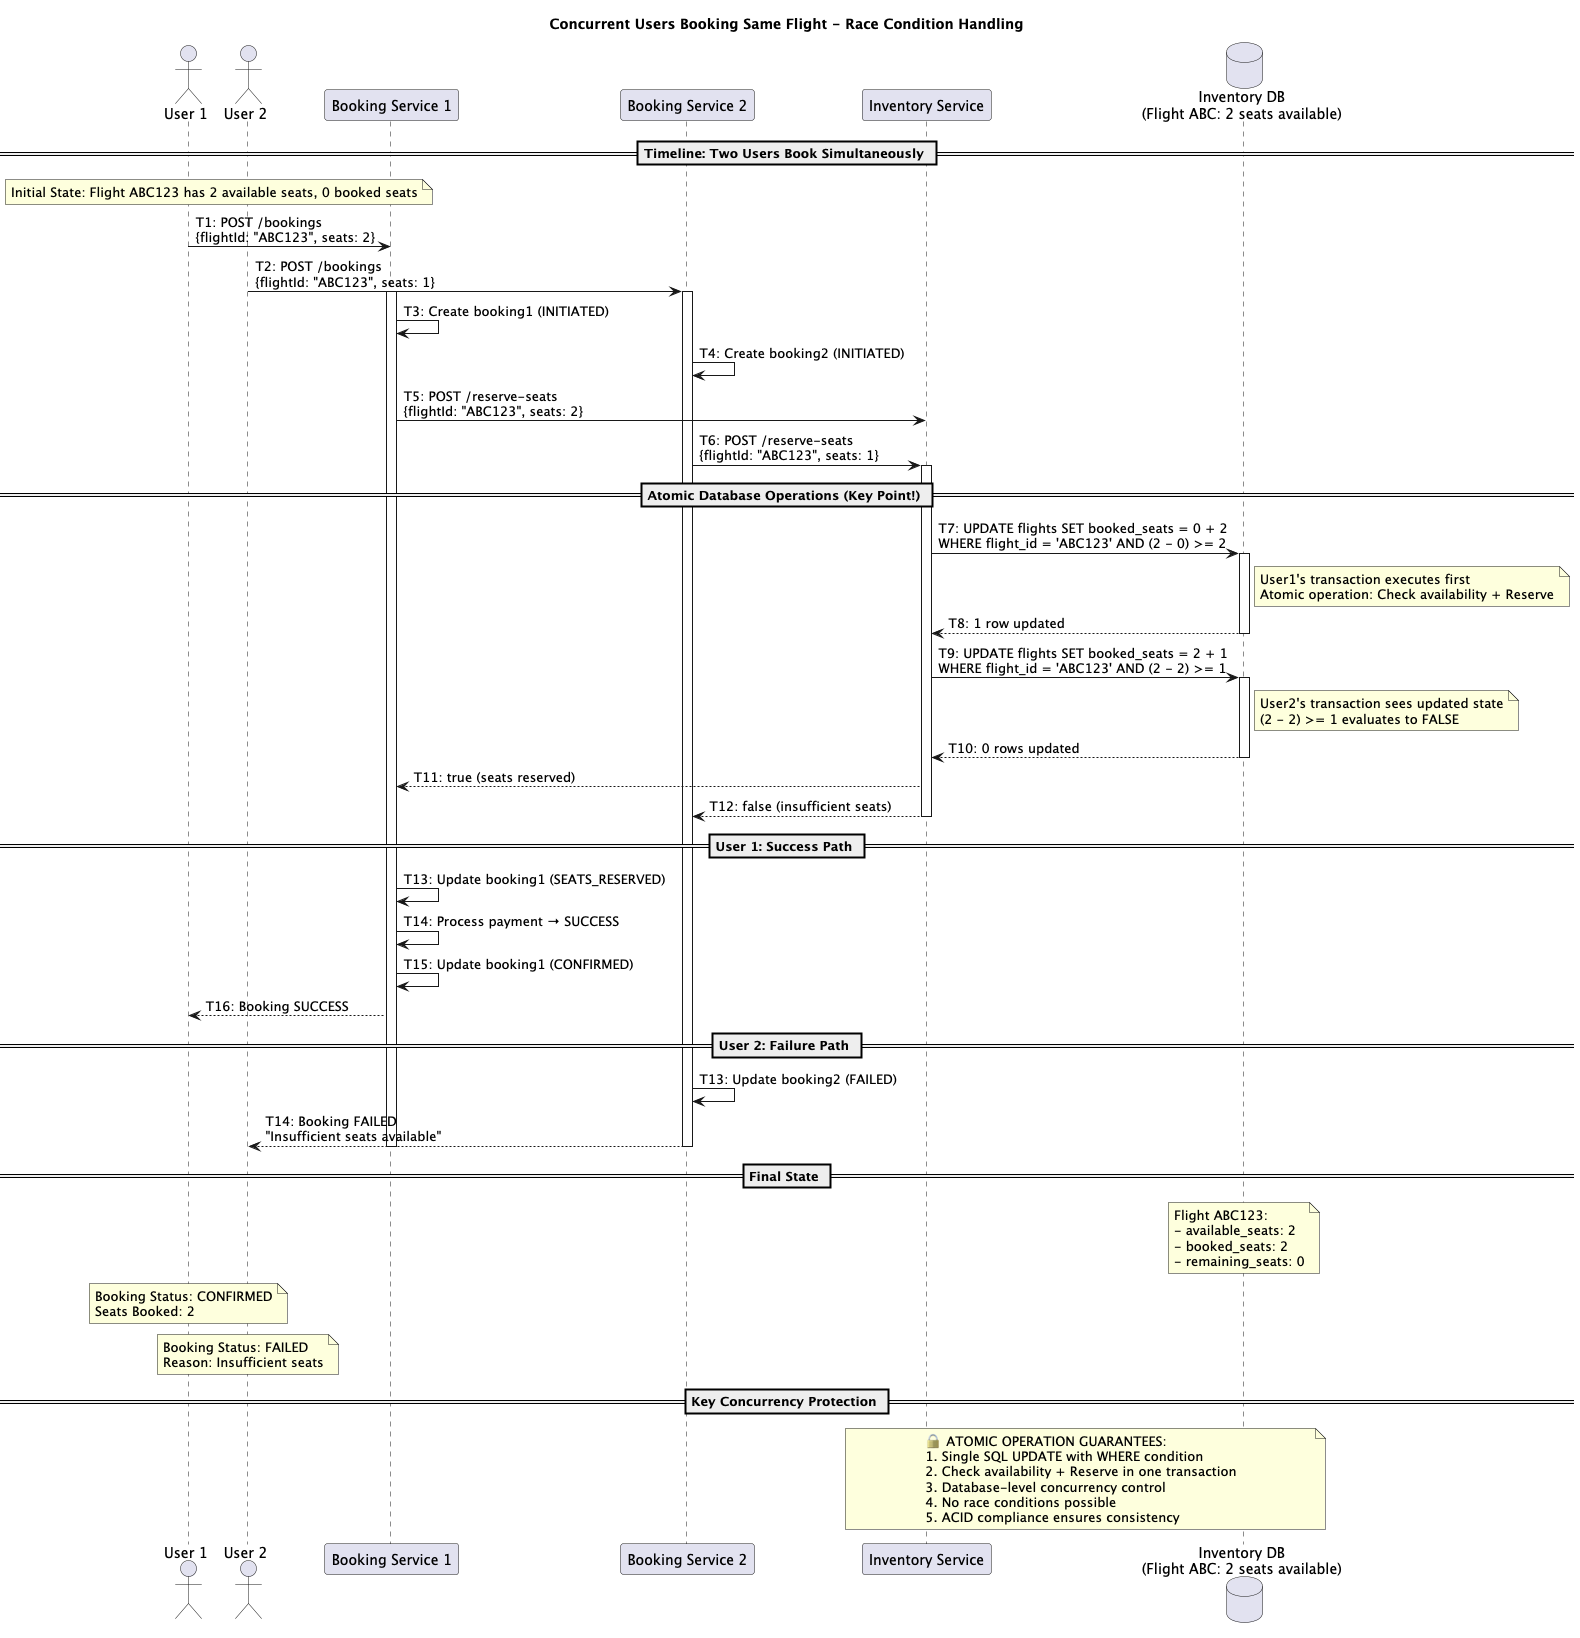 Concurrent Users Booking Same Flight - Race Condition Handling
User 1
User 2
Booking Service 1
Booking Service 2
Inventory Service
Inventory DB
(Flight ABC: 2 seats available)
Timeline: Two Users Book Simultaneously
Initial State: Flight ABC123 has 2 available seats, 0 booked seats
T1: POST /bookings
{flightId: "ABC123", seats: 2}
T2: POST /bookings
{flightId: "ABC123", seats: 1}
T3: Create booking1 (INITIATED)
T4: Create booking2 (INITIATED)
T5: POST /reserve-seats
{flightId: "ABC123", seats: 2}
T6: POST /reserve-seats
{flightId: "ABC123", seats: 1}
Atomic Database Operations (Key Point!)
T7: UPDATE flights SET booked_seats = 0 + 2
WHERE flight_id = 'ABC123' AND (2 - 0) >= 2
User1's transaction executes first
Atomic operation: Check availability + Reserve
T8: 1 row updated
T9: UPDATE flights SET booked_seats = 2 + 1
WHERE flight_id = 'ABC123' AND (2 - 2) >= 1
User2's transaction sees updated state
(2 - 2) >= 1 evaluates to FALSE
T10: 0 rows updated
T11: true (seats reserved)
T12: false (insufficient seats)
User 1: Success Path
T13: Update booking1 (SEATS_RESERVED)
T14: Process payment → SUCCESS
T15: Update booking1 (CONFIRMED)
T16: Booking SUCCESS
User 2: Failure Path
T13: Update booking2 (FAILED)
T14: Booking FAILED
"Insufficient seats available"
Final State
Flight ABC123:
- available_seats: 2
- booked_seats: 2
- remaining_seats: 0
Booking Status: CONFIRMED
Seats Booked: 2
Booking Status: FAILED
Reason: Insufficient seats
Key Concurrency Protection
🔒 ATOMIC OPERATION GUARANTEES:
1. Single SQL UPDATE with WHERE condition
2. Check availability + Reserve in one transaction
3. Database-level concurrency control
4. No race conditions possible
5. ACID compliance ensures consistency
User 1
User 2
Booking Service 1
Booking Service 2
Inventory Service
Inventory DB
(Flight ABC: 2 seats available)